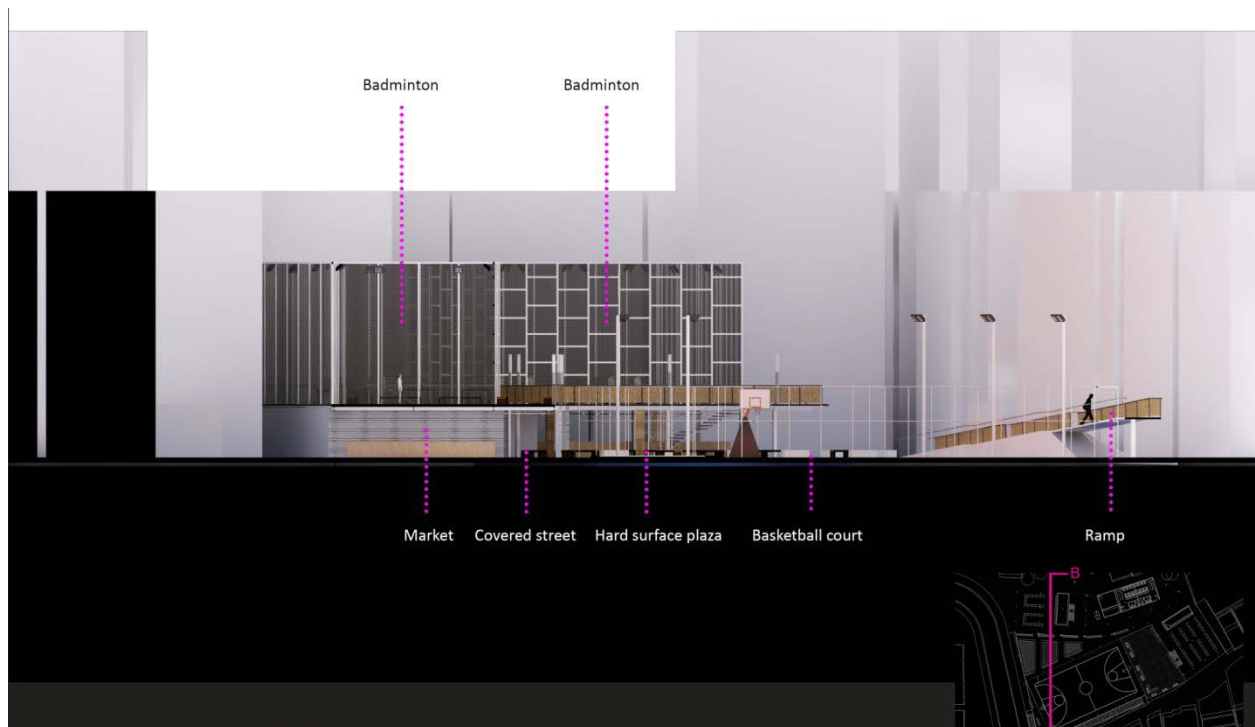 Badminton
Badminton
Market
Covered street
Hard surface plaza
Basketball court
Ramp
B